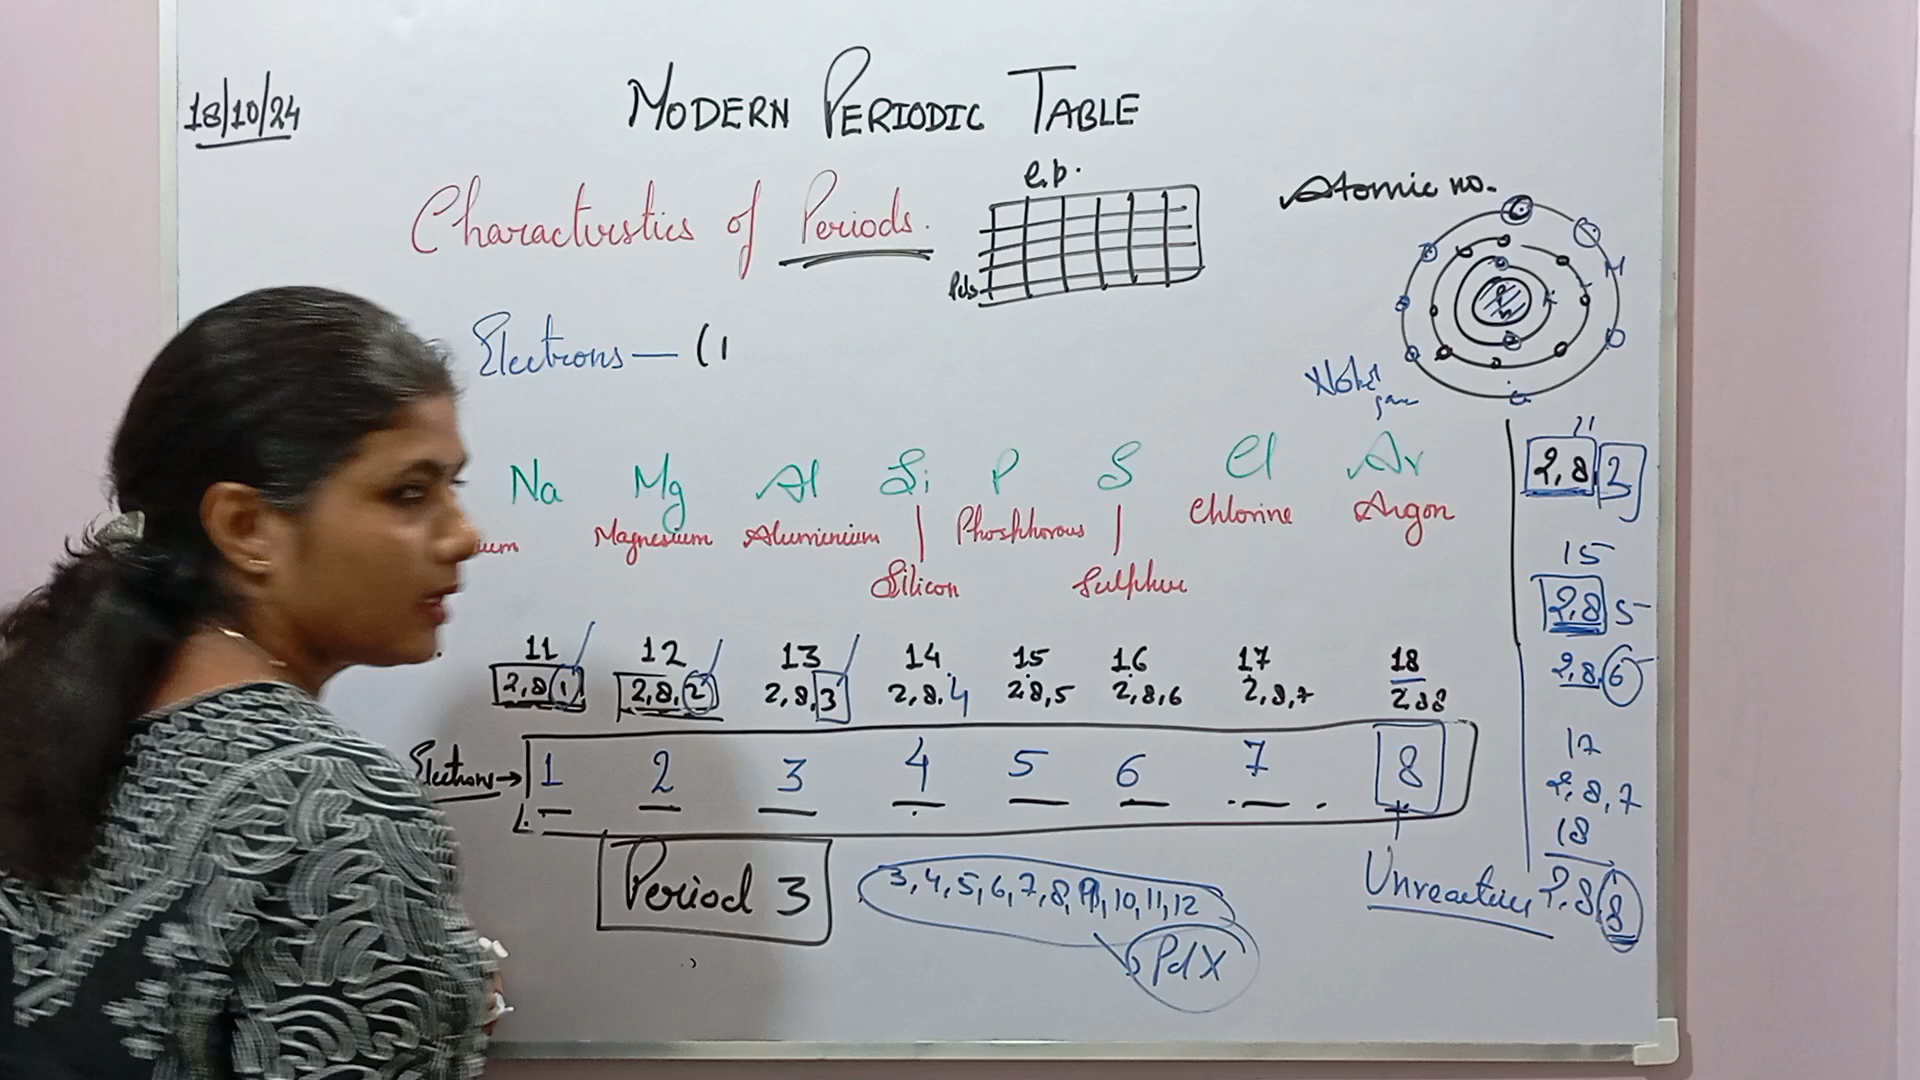 18/10/24
MODERN PERIODIC TABLE
Characteristics of Periods.
e.p.
Pds
Atomic no.
K
M
Electrons — (1
Na Mg Al Si P S Cl Ar
ium Magnesium Aluminium Phoshhorous Chlorine Argon
Silicon Sulphur
11 12 13 14 15 16 17 18
2,8,1 2,8,2 2,8,3 2,8,4 2,8,5 2,8,6 2,8,7 2,8,8
Electrons → 1 2 3 4 5 6 7 8
Period 3
3,4,5,6,7,8,9,10,11,12
Pd X
Unreactive
11
2,8 3
15
2,8 5
2,8,6
17
2,8,7
18
2,8,8